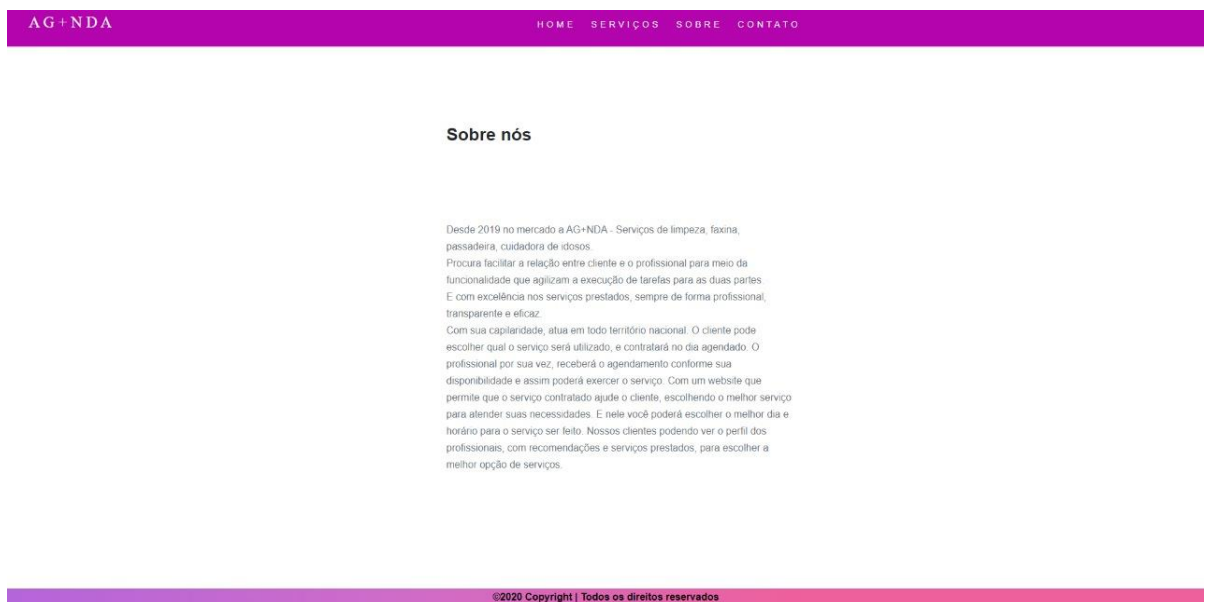 AG+NDA
HOME SERVIÇOS SOBRE CONTATO
Sobre nós
Desde 2019 no mercado a AG+NDA - Serviços de limpeza, faxina,
passadeira, cuidadora de idosos.
Procura facilitar a relação entre cliente e o profissional para meio da
funcionalidade que agilizam a execução de tarefas para as duas partes
E com excelência nos serviços prestados, sempre de forma profissional,
transparente e eficaz.
Com sua capilaridade, atua em todo território nacional. O cliente pode
escolher qual o serviço será utilizado, e contratará no dia agendado. O
profissional por sua vez, receberá o agendamento conforme sua
disponibilidade e assim poderá exercer o serviço. Com um website que
permite que o serviço contratado ajude o cliente, escolhendo o melhor serviço
para atender suas necessidades. E nele você poderá escolher o melhor dia e
horário para o serviço ser feito. Nossos clientes podendo ver o perfil dos
profissionais, com recomendações e serviços prestados, para escolher a
melhor opção de serviços.
©2020 Copyright | Todos os direitos reservados